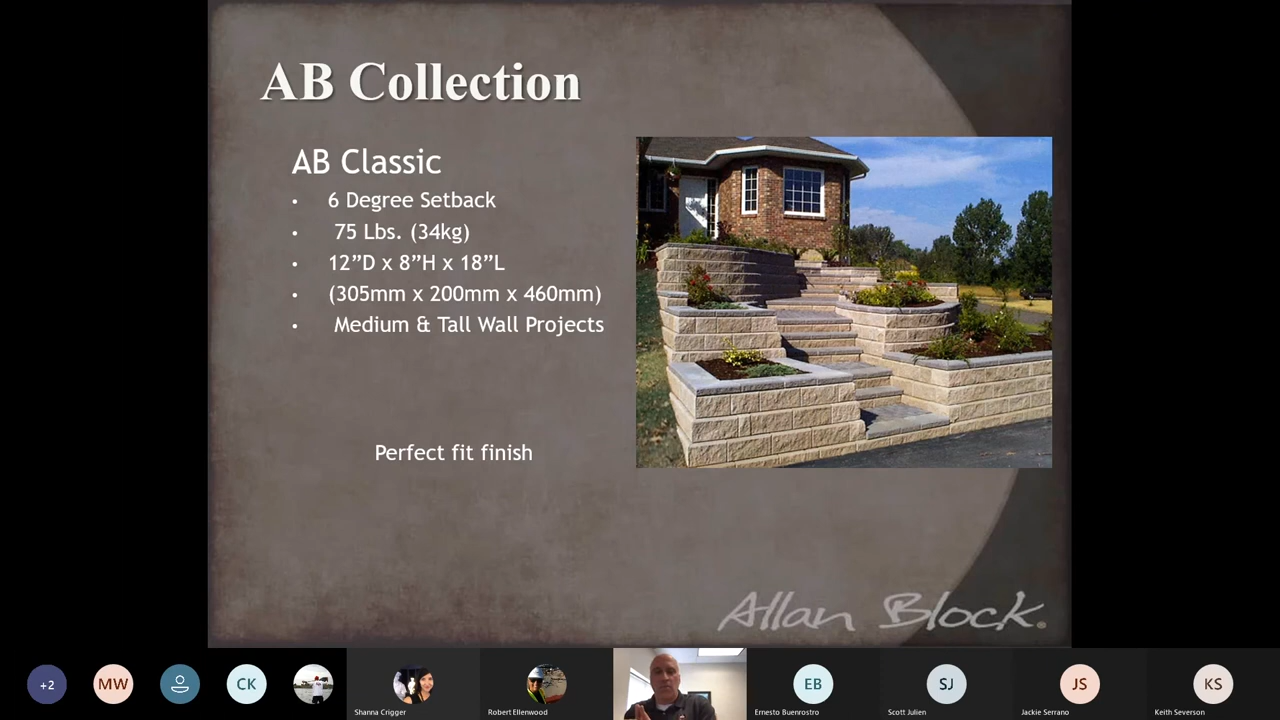 AB Collection
AB Classic
• 6 Degree Setback
• 75 Lbs. (34kg)
• 12”D x 8”H x 18”L
• (305mm x 200mm x 460mm)
• Medium & Tall Wall Projects
Perfect fit finish
Allan Block.
+2
MW
CK
EB
SJ
JS
KS
Shanna Crigger
Robert Ellenwood
Ernesto Buenrostro
Scott Julien
Jackie Serrano
Keith Severson